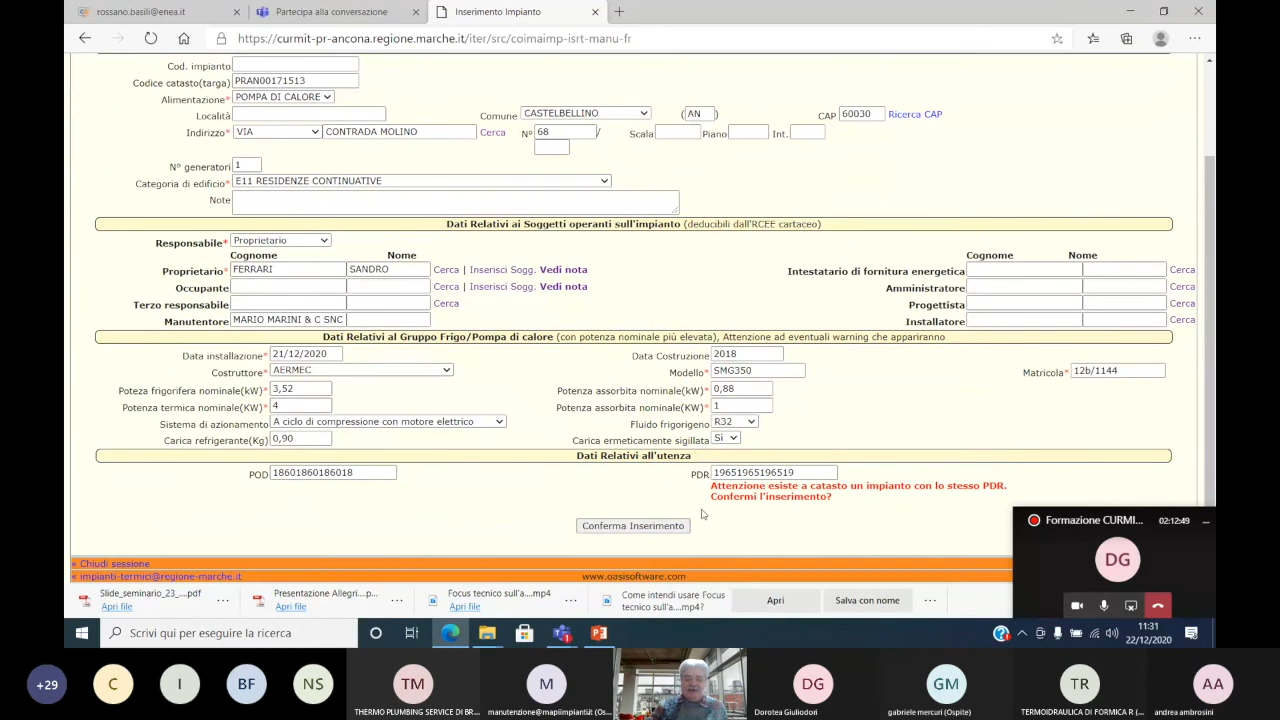 rossano.basili@enea.it
Partecipa alla conversazione
Inserimento Impianto
https://curmit-pr-ancona.regione.marche.it/iter/src/coimaimp-isrt-manu-fr
Cod. impianto
Codice catasto(targa) PRAN00171513
Alimentazione* POMPA DI CALORE
Località Comune CASTELBELLINO (AN) CAP 60030 Ricerca CAP
Indirizzo* VIA CONTRADA MOLINO Cerca N° 68 / Scala Piano Int.
N° generatori 1
Categoria di edificio* E11 RESIDENZE CONTINUATIVE
Note
Dati Relativi ai Soggetti operanti sull'impianto (deducibili dall'RCEE cartaceo)
Responsabile* Proprietario
Cognome Nome Cognome Nome
Proprietario* FERRARI SANDRO Cerca | Inserisci Sogg. Vedi nota Intestatario di fornitura energetica Cerca
Occupante Cerca | Inserisci Sogg. Vedi nota Amministratore Cerca
Terzo responsabile Cerca Progettista Cerca
Manutentore MARIO MARINI & C SNC Installatore Cerca
Dati Relativi al Gruppo Frigo/Pompa di calore (con potenza nominale più elevata), Attenzione ad eventuali warning che appariranno
Data installazione* 21/12/2020 Data Costruzione 2018
Costruttore* AERMEC Modello* SMG350 Matricola* 12b/1144
Poteza frigorifera nominale(kW)* 3,52 Potenza assorbita nominale(kW)* 0,88
Potenza termica nominale(kW)* 4 Potenza assorbita nominale(KW)* 1
Sistema di azionamento* A ciclo di compressione con motore elettrico Fluido frigorigeno* R32
Carica refrigerante(Kg) 0,90 Carica ermeticamente sigillata Si
Dati Relativi all'utenza
POD 18601860186018 PDR 19651965196519
Attenzione esiste a catasto un impianto con lo stesso PDR.
Confermi l'inserimento?
Conferma Inserimento
« Chiudi sessione
« impianti-termici@regione-marche.it www.oasisoftware.com
Formazione CURMI... 02:12:49
DG
Slide_seminario_23_....pdf
Apri file
Presentazione Allegri....pdf
Apri file
Focus tecnico sull'a....mp4
Apri file
Come intendi usare Focus
tecnico sull'a....mp4?
Apri
Salva con nome
Scrivi qui per eseguire la ricerca
11:31
22/12/2020
+29 C I BF NS TM M DG GM TR AA
THERMO PLUMBING SERVICE DI BR... manutenzione@mapiimpianti.it (Os... Dorotea Giuliodori gabriele mercuri (Ospite) TERMOIDRAULICA DI FORMICA R (... andrea ambrosini